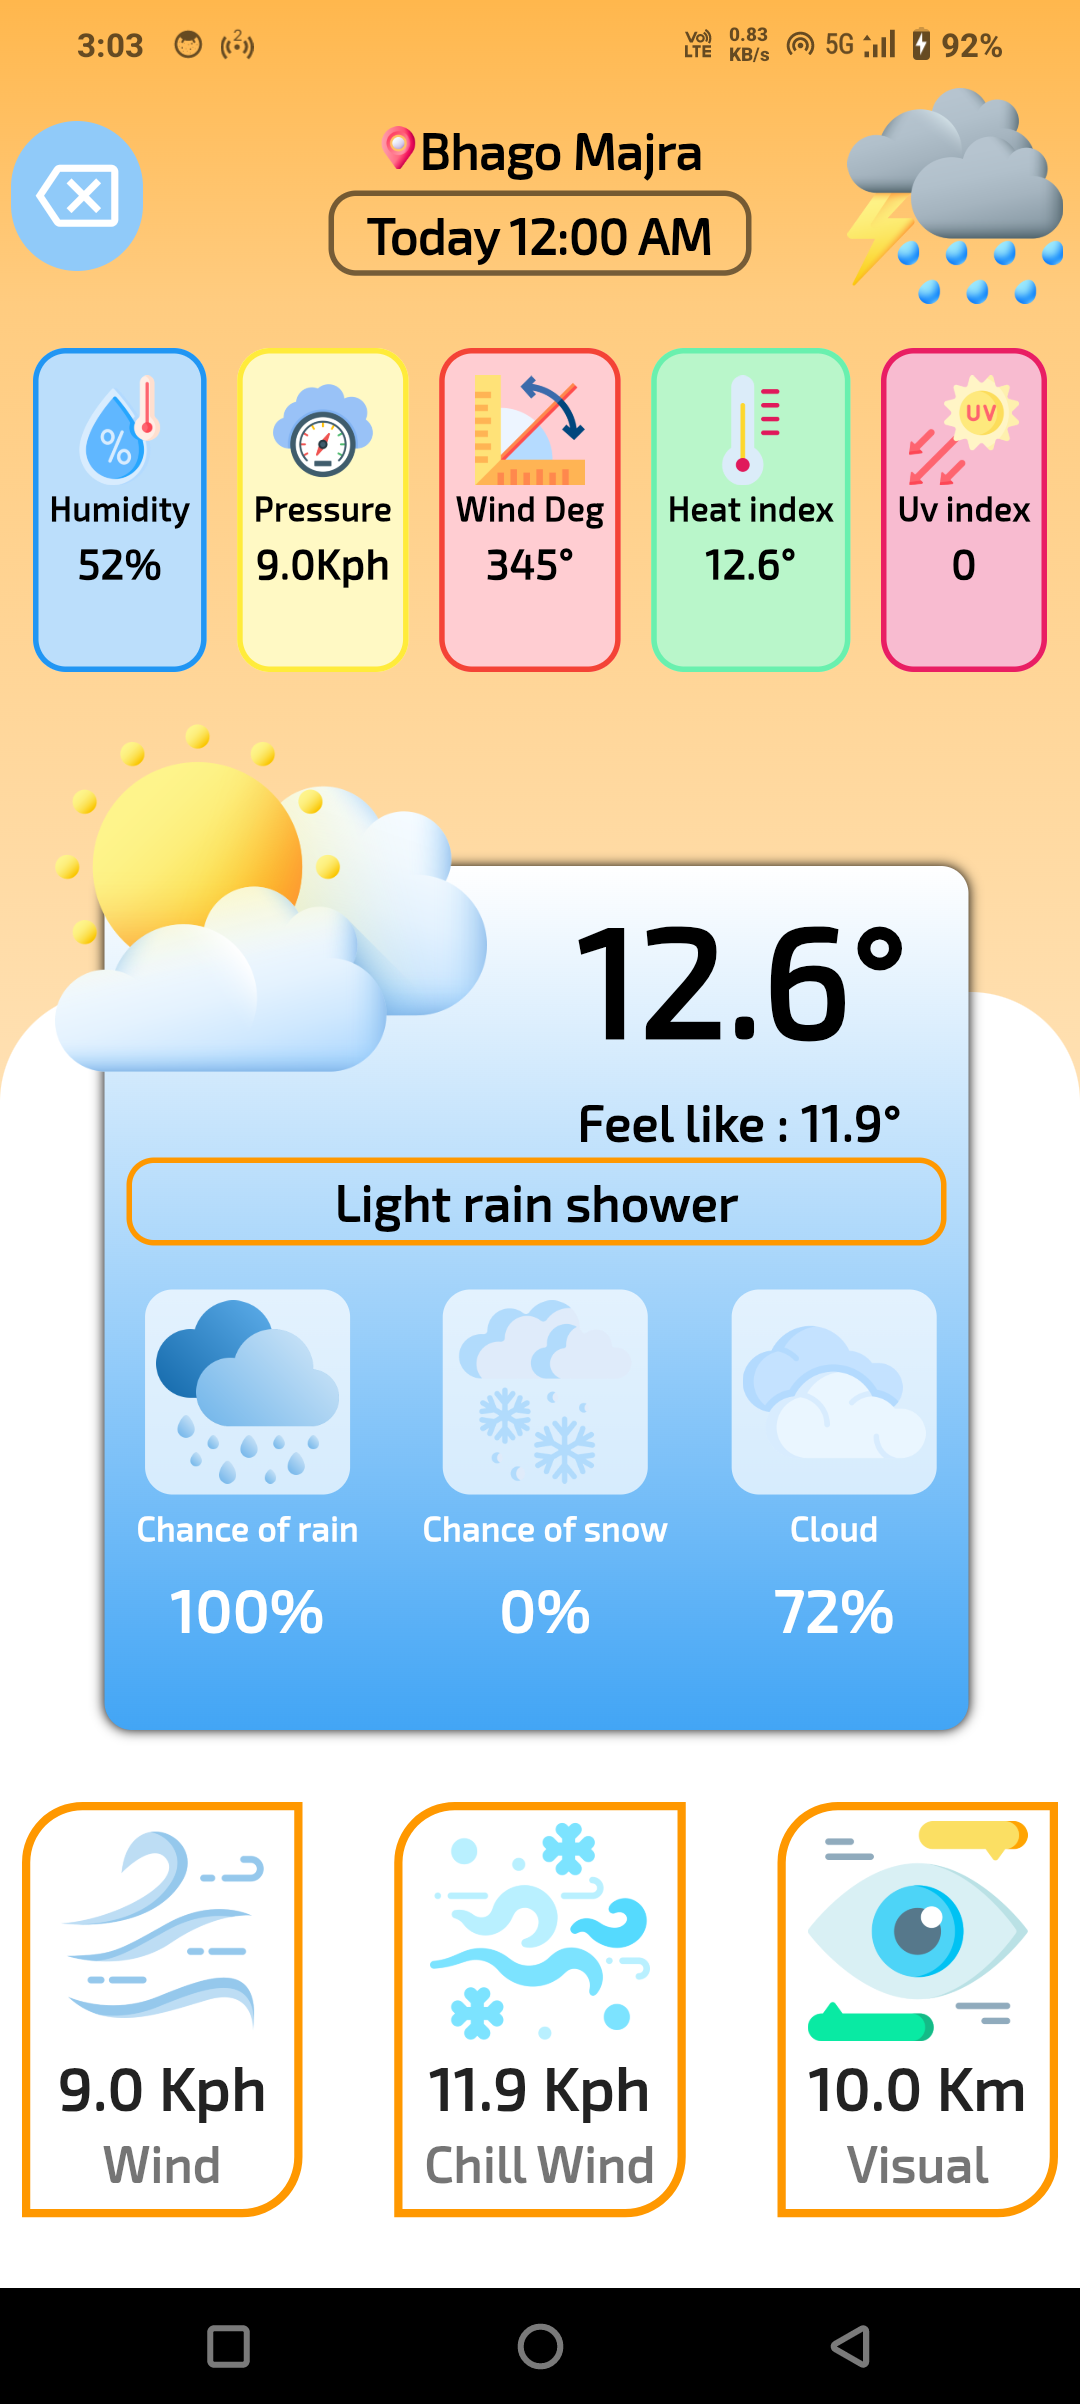 3:03
2
Vo)) LTE
0.83 KB/s
5G
92%
Bhago Majra
Today 12:00 AM
%
UV
Humidity
Pressure
Wind Deg
Heat index
Uv index
52%
9.0Kph
345°
12.6°
0
12.6°
Feel like : 11.9°
Light rain shower
Chance of rain
Chance of snow
Cloud
100%
0%
72%
9.0 Kph
11.9 Kph
10.0 Km
Wind
Chill Wind
Visual